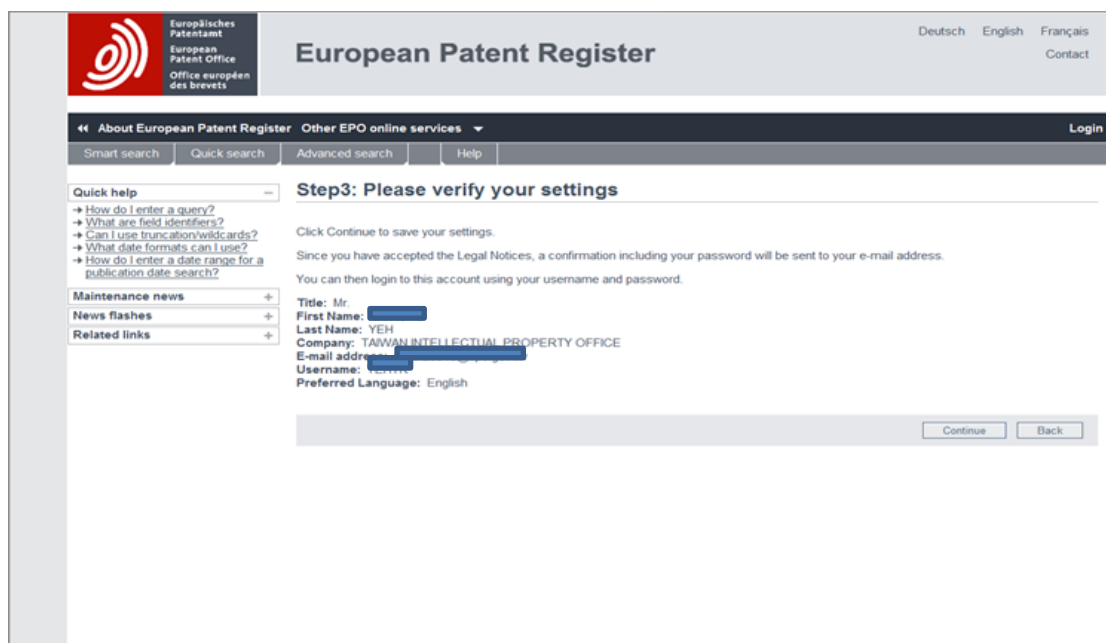 Europäisches
Patentamt
European
Patent Office
Office européen
des brevets
European Patent Register
Deutsch English Français
Contact
About European Patent Register Other EPO online services
Login
Smart search Quick search Advanced search Help
Quick help
How do I enter a query?
What are field identifiers?
Can I use truncation/wildcards?
What date formats can I use?
How do I enter a date range for a
publication date search?
Maintenance news
News flashes
Related links
Step3: Please verify your settings
Click Continue to save your settings.
Since you have accepted the Legal Notices, a confirmation including your password will be sent to your e-mail address.
You can then login to this account using your username and password.
Title: Mr.
First Name:
Last Name: YEH
Company: TAIWAN INTELLECTUAL PROPERTY OFFICE
E-mail address:
Username:
Preferred Language: English
Continue Back